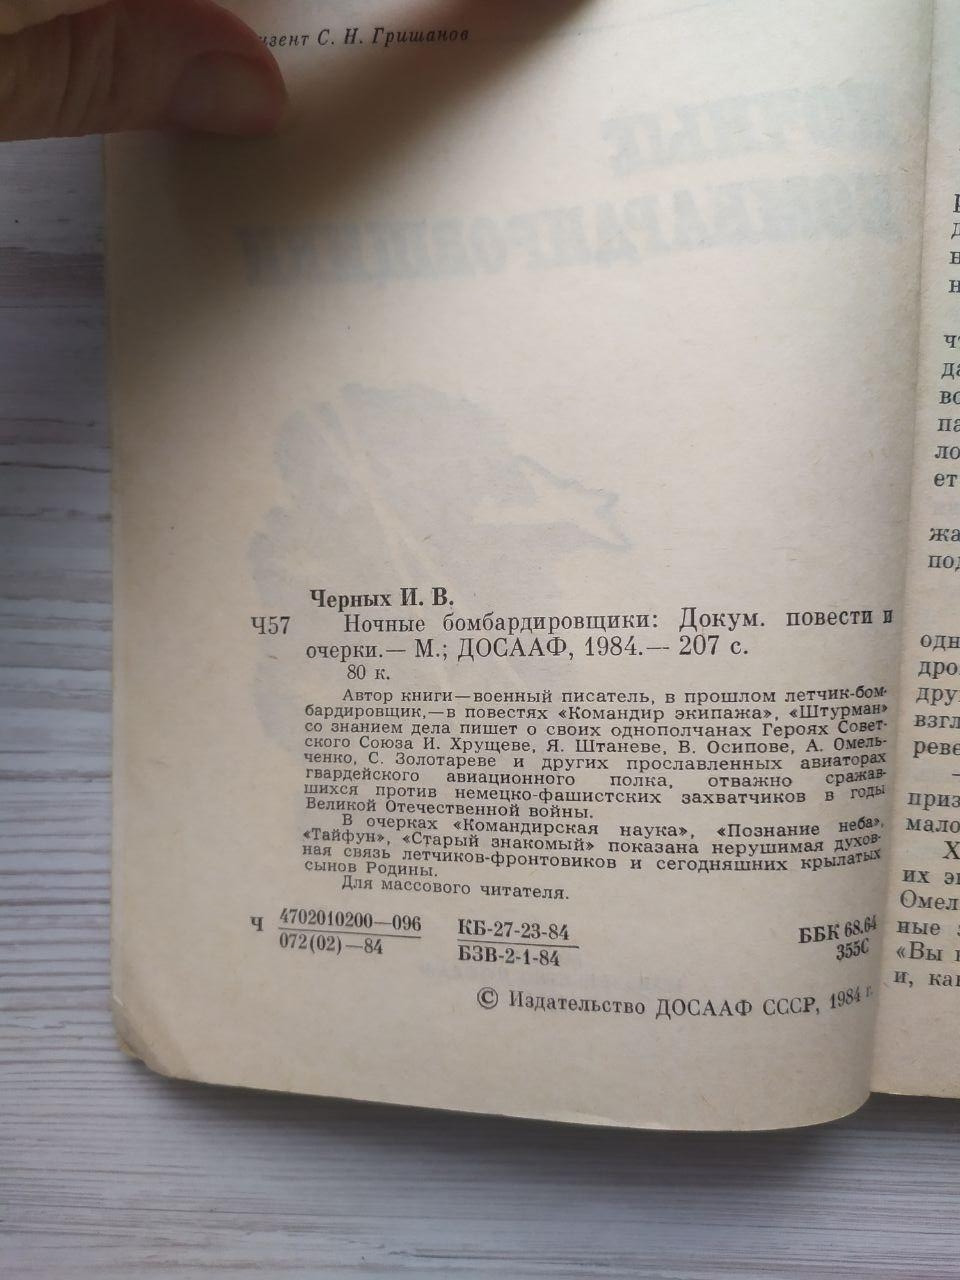 С. Н. Гришанов
Черных И. В.
Ч57 Ночные бомбардировщики: Докум. повести и
очерки.— М.; ДОСААФ, 1984.— 207 с.
80 к.
Автор книги—военный писатель, в прошлом летчик-бом-
бардировщик,—в повестях «Командир экипажа», «Штурман»
со знанием дела пишет о своих однополчанах Героях Совет-
ского Союза И. Хрущеве, Я. Штаневе, В. Осипове, А. Омель-
ченко, С. Золотареве и других прославленных авиаторах
гвардейского авиационного полка, отважно сражав-
шихся против немецко-фашистских захватчиков в годы
Великой Отечественной войны.
В очерках «Командирская наука», «Познание неба»,
«Тайфун», «Старый знакомый» показана нерушимая духов-
ная связь летчиков-фронтовиков и сегодняшних крылатых
сынов Родины.
Для массового читателя.
Ч 4702010200—096 КБ-27-23-84
072(02)—84 БЗВ-2-1-84
ББК 68.64
355С
© Издательство ДОСААФ СССР, 1984 г.